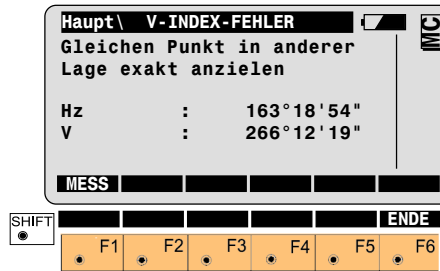 Haupt\ V-INDEX-FEHLER
MC
Gleichen Punkt in anderer
Lage exakt anzielen
Hz : 163°18'54"
V : 266°12'19"
MESS
SHIFT
ENDE
F1 F2 F3 F4 F5 F6